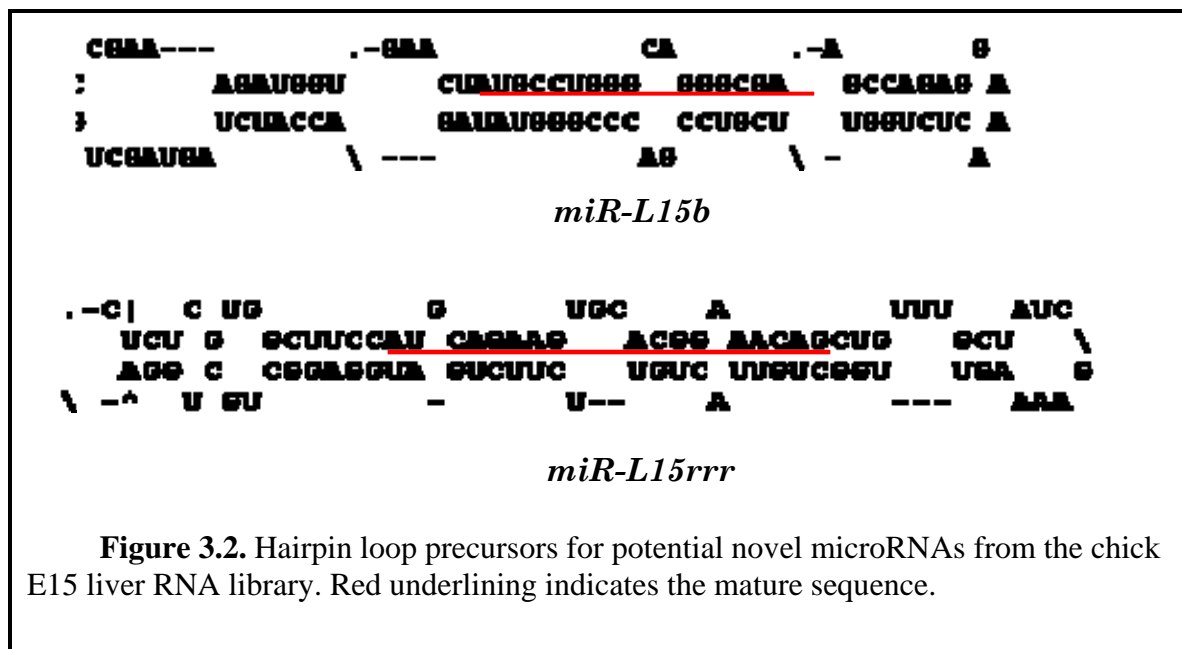 CGAA--- .-GAA CA .-A G
AGAUGGU CUAUGCCUGGG GGGCGA GCCAGAG A
UCUACCA GAUAUGGGCCC CCUGCU UGGUCUC A
UCGAUGA \ --- AG \ - A
miR-L15b
.-C| C UG G UGC A UUU AUC
UCU G GCUUCCAU CAGAAG ACGG AACAGCUG GCU \
AGG C CGGAGGUA GUCUUC UGUC UUGUCGGU UGA G
\ -^ U GU - U-- A --- AAA
miR-L15rrr
Figure 3.2. Hairpin loop precursors for potential novel microRNAs from the chick
E15 liver RNA library. Red underlining indicates the mature sequence.